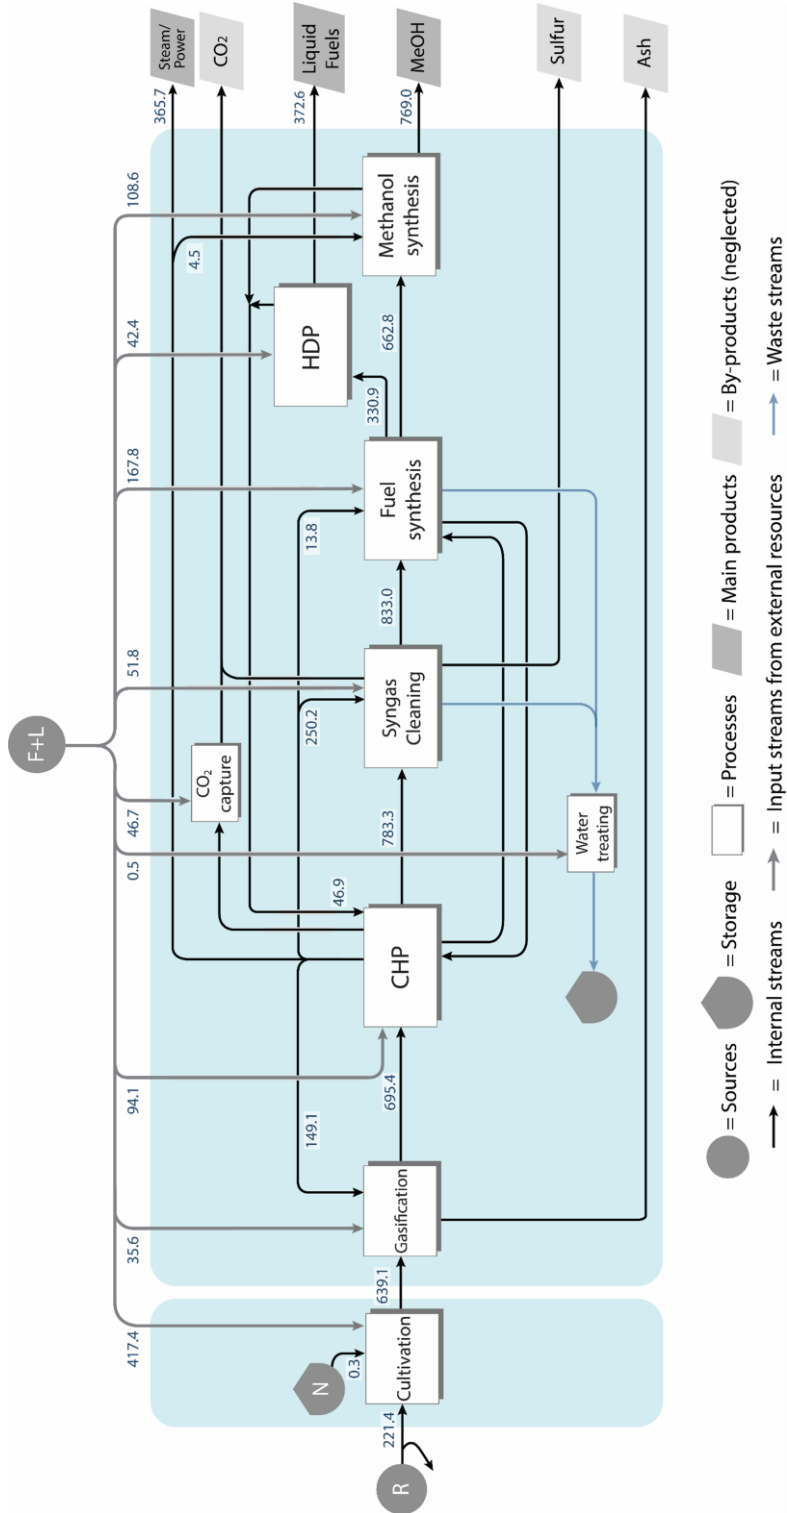 F+L
417.4
35.6
94.1
0.5
46.7
51.8
167.8
42.4
108.6
365.7
Steam/
Power
CO2
CO2
capture
4.5
372.6
Liquid
Fuels
HDP
N
0.3
149.1
46.9
250.2
13.8
330.9
R
221.4
Cultivation
639.1
Gasification
695.4
CHP
783.3
Syngas
Cleaning
833.0
Fuel
synthesis
662.8
Methanol
synthesis
769.0
MeOH
Water
treating
Sulfur
Ash
= Sources
= Storage
= Processes
= Main products
= By-products (neglected)
= Internal streams
= Input streams from external resources
= Waste streams